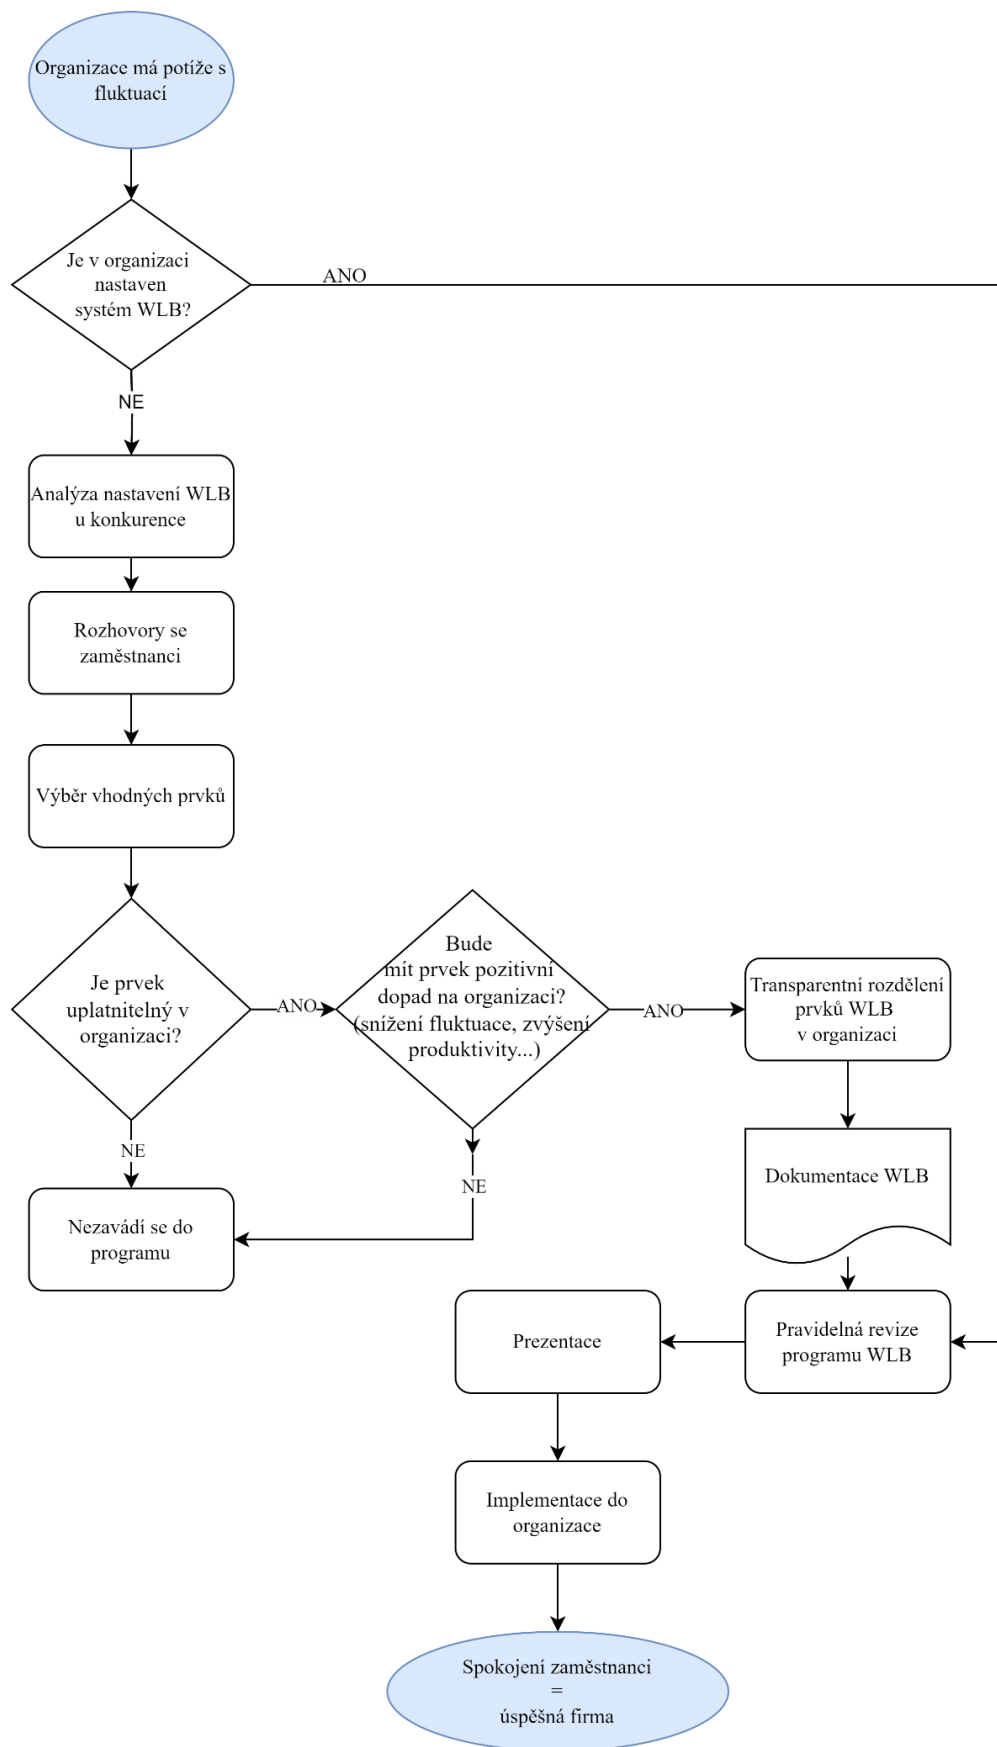 Organizace má potíže s
fluktuací
Je v organizaci
nastaven
systém WLB?
ANO
NE
Analýza nastavení WLB
u konkurence
Rozhovory se
zaměstnanci
Výběr vhodných prvků
Je prvek
uplatnitelný v
organizaci?
ANO
Bude
mít prvek pozitivní
dopad na organizaci?
(snížení fluktuace, zvýšení
produktivity...)
ANO
Transparentní rozdělení
prvků WLB
v organizaci
NE
NE
Dokumentace WLB
Nezavádí se do
programu
Prezentace
Pravidelná revize
programu WLB
Implementace do
organizace
Spokojení zaměstnanci
=
úspěšná firma